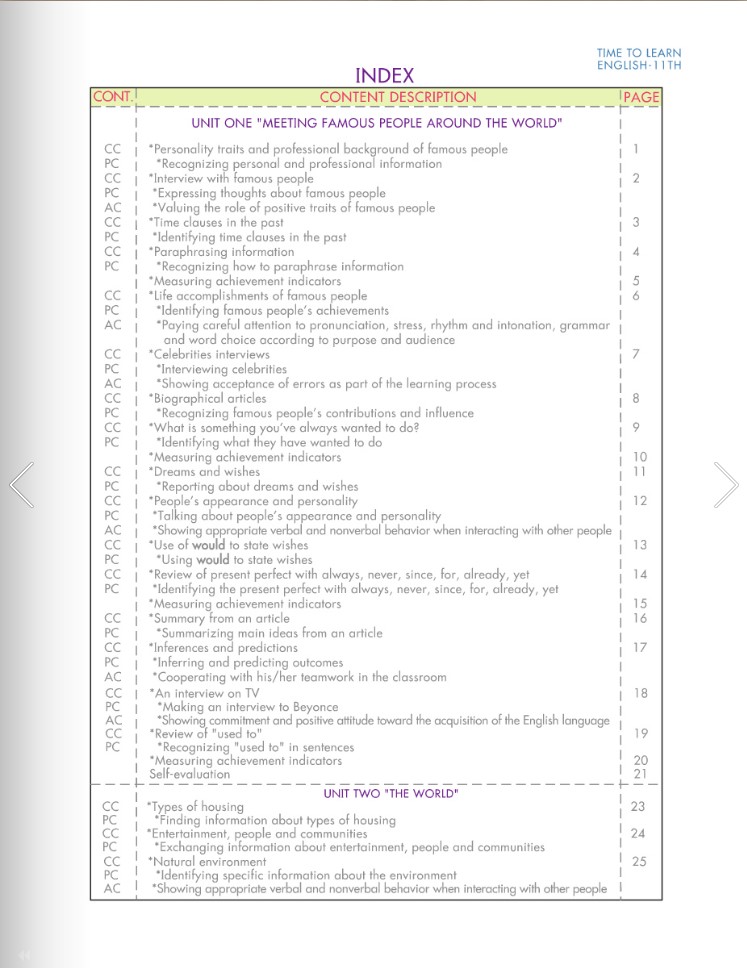 TIME TO LEARN
ENGLISH-11TH
INDEX
CONT. CONTENT DESCRIPTION PAGE
UNIT ONE "MEETING FAMOUS PEOPLE AROUND THE WORLD"
CC *Personality traits and professional background of famous people 1
PC *Recognizing personal and professional information
CC *Interview with famous people 2
PC *Expressing thoughts about famous people
AC *Valuing the role of positive traits of famous people
CC *Time clauses in the past 3
PC *Identifying time clauses in the past
CC *Paraphrasing information 4
PC *Recognizing how to paraphrase information
*Measuring achievement indicators 5
CC *Life accomplishments of famous people 6
PC *Identifying famous people's achievements
AC *Paying careful attention to pronunciation, stress, rhythm and intonation, grammar
and word choice according to purpose and audience
CC *Celebrities interviews 7
PC *Interviewing celebrities
AC *Showing acceptance of errors as part of the learning process
CC *Biographical articles 8
PC *Recognizing famous people's contributions and influence
CC *What is something you've always wanted to do? 9
PC *Identifying what they have wanted to do
*Measuring achievement indicators 10
CC *Dreams and wishes 11
PC *Reporting about dreams and wishes
CC *People's appearance and personality 12
PC *Talking about people's appearance and personality
AC *Showing appropriate verbal and nonverbal behavior when interacting with other people
CC *Use of would to state wishes 13
PC *Using would to state wishes
CC *Review of present perfect with always, never, since, for, already, yet 14
PC *Identifying the present perfect with always, never, since, for, already, yet
*Measuring achievement indicators 15
CC *Summary from an article 16
PC *Summarizing main ideas from an article
CC *Inferences and predictions 17
PC *Inferring and predicting outcomes
AC *Cooperating with his/her teamwork in the classroom
CC *An interview on TV 18
PC *Making an interview to Beyonce
AC *Showing commitment and positive attitude toward the acquisition of the English language
CC *Review of "used to" 19
PC *Recognizing "used to" in sentences
*Measuring achievement indicators 20
Self-evaluation 21
UNIT TWO "THE WORLD"
CC *Types of housing 23
PC *Finding information about types of housing
CC *Entertainment, people and communities 24
PC *Exchanging information about entertainment, people and communities
CC *Natural environment 25
PC *Identifying specific information about the environment
AC *Showing appropriate verbal and nonverbal behavior when interacting with other people